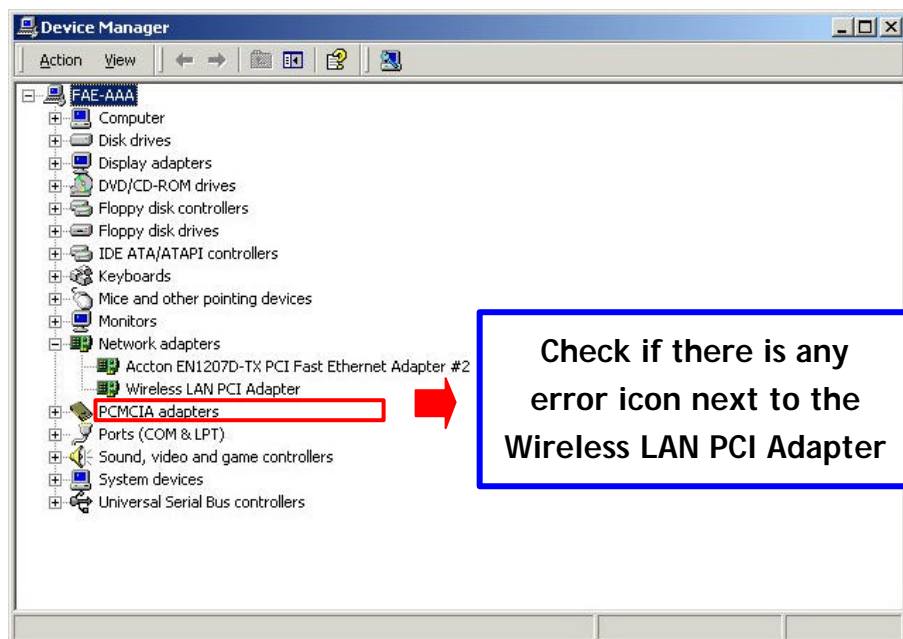 Device Manager
Action View
FAE-AAA
Computer
Disk drives
Display adapters
DVD/CD-ROM drives
Floppy disk controllers
Floppy disk drives
IDE ATA/ATAPI controllers
Keyboards
Mice and other pointing devices
Monitors
Network adapters
Accton EN1207D-TX PCI Fast Ethernet Adapter #2
Wireless LAN PCI Adapter
PCMCIA adapters
Ports (COM & LPT)
Sound, video and game controllers
System devices
Universal Serial Bus controllers
Check if there is any
error icon next to the
Wireless LAN PCI Adapter